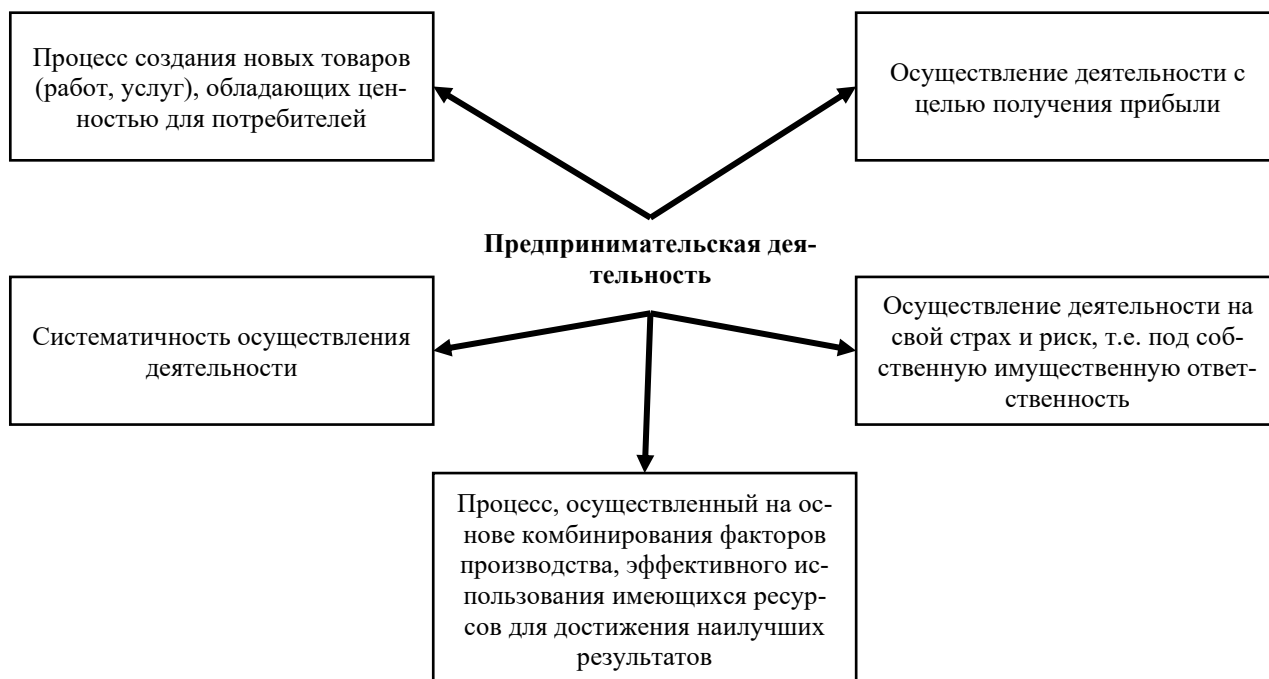 Процесс создания новых товаров
(работ, услуг), обладающих цен-
ностью для потребителей
Осуществление деятельности с
целью получения прибыли
Предпринимательская дея-
тельность
Систематичность осуществления
деятельности
Осуществление деятельности на
свой страх и риск, т.е. под соб-
ственную имущественную ответ-
ственность
Процесс, осуществленный на ос-
нове комбинирования факторов
производства, эффективного ис-
пользования имеющихся ресур-
сов для достижения наилучших
результатов